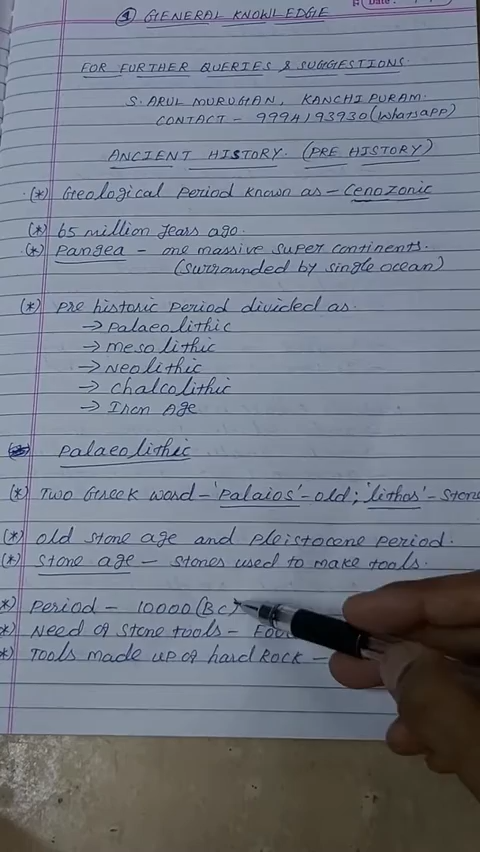 Date :
① GENERAL KNOWLEDGE
FOR FURTHER QUERIES & SUGGESTIONS.
S. ARUL MURUGAN, KANCHIPURAM.
CONTACT - 9994193930 (Whatsapp)
ANCIENT HISTORY. (PRE HISTORY)
(*) Geological Period known as - Cenozonic
(*) 65 million years ago.
(*) Pangea - one massive super continents.
(surrounded by single ocean)
(*) Pre historic Period divided as.
→ Palaeolithic
→ Mesolithic
→ Neolithic
→ Chalcolithic
→ Iron Age
Palaeolithic
(*) Two Greek word - 'Palaios' - old; 'lithos' - stone
(*) old stone age and Pleistocene Period.
(*) Stone age - stones used to make tools.
(*) Period - 10000 (BC)
(*) Need of stone tools -
(*) Tools made up of hard ROCK -